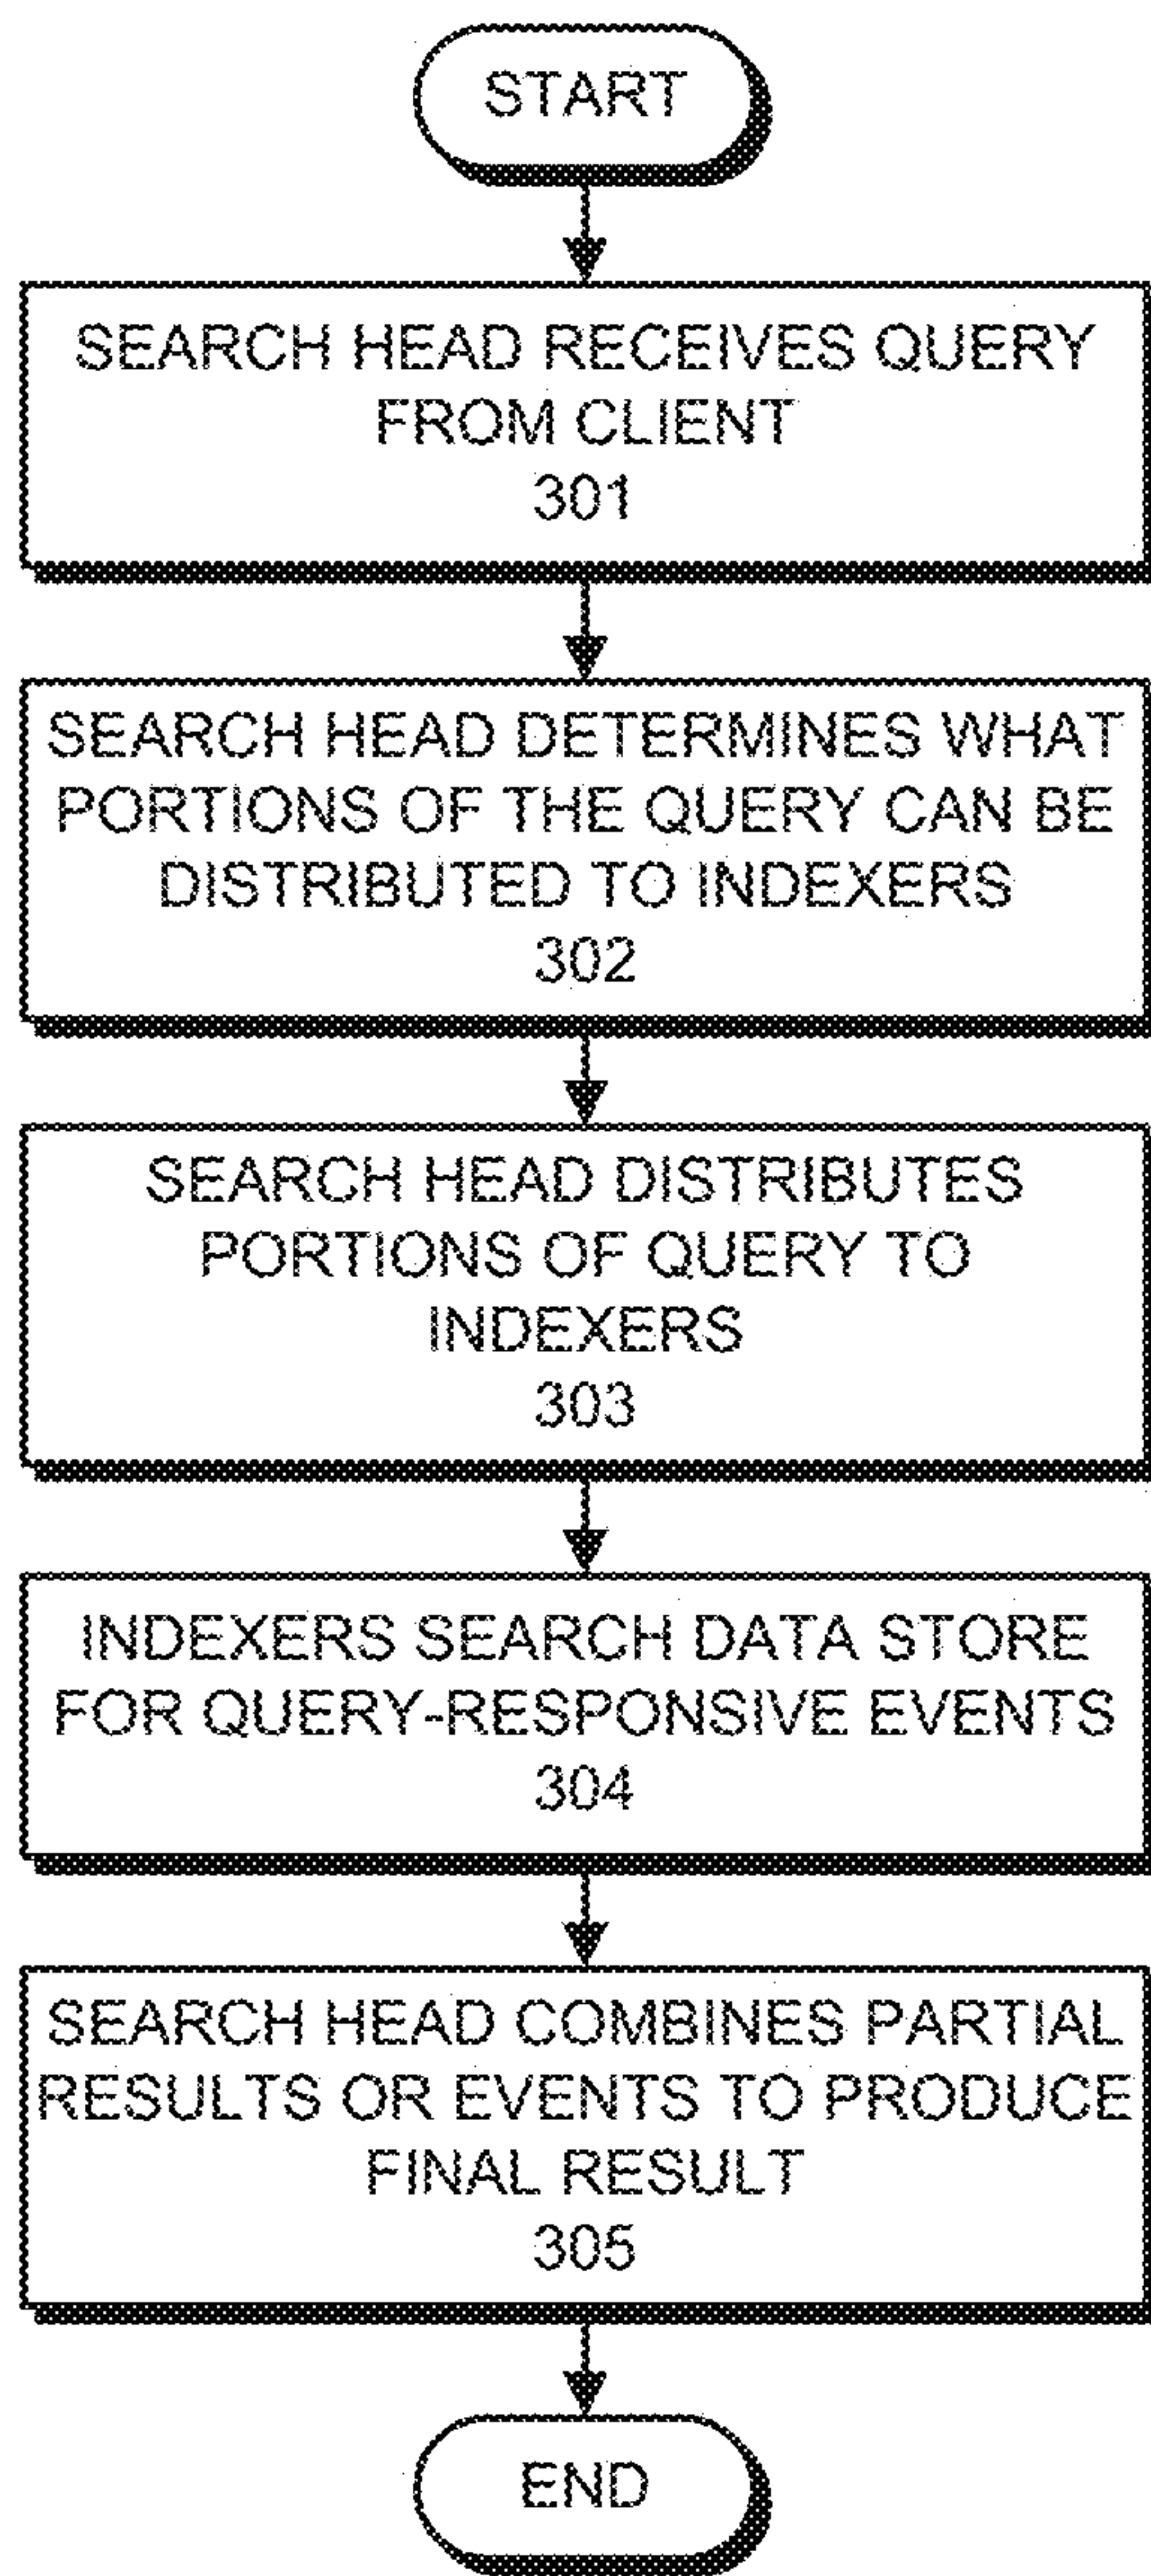 START
SEARCH HEAD RECEIVES QUERY
FROM CLIENT
301
SEARCH HEAD DETERMINES WHAT
PORTIONS OF THE QUERY CAN BE
DISTRIBUTED TO INDEXERS
302
SEARCH HEAD DISTRIBUTES
PORTIONS OF QUERY TO
INDEXERS
303
INDEXERS SEARCH DATA STORE
FOR QUERY-RESPONSIVE EVENTS
304
SEARCH HEAD COMBINES PARTIAL
RESULTS OR EVENTS TO PRODUCE
FINAL RESULT
305
END